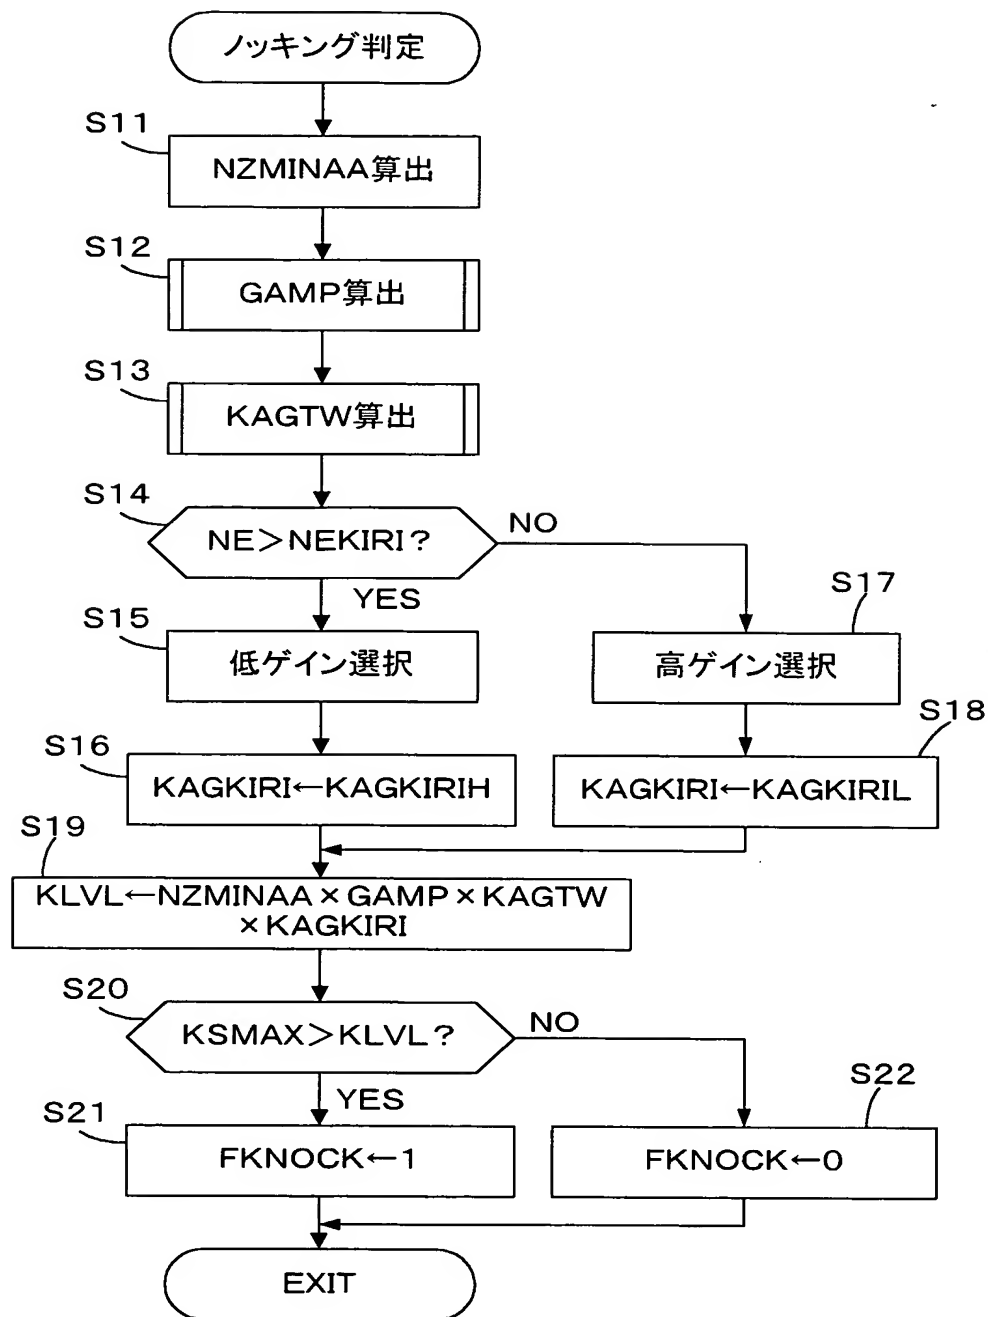 ノッキング判定
S11
NZMINAA算出
S12
GAMP算出
S13
KAGTW算出
S14
NE>NEKIRI?
NO
YES
S15
低ゲイン選択
S17
高ゲイン選択
S16
KAGKIRI←KAGKIRIH
S18
KAGKIRI←KAGKIRIL
S19
KLVL←NZMINAA×GAMP×KAGTW
×KAGKIRI
S20
KSMAX>KLVL?
NO
YES
S21
FKNOCK←1
S22
FKNOCK←0
EXIT